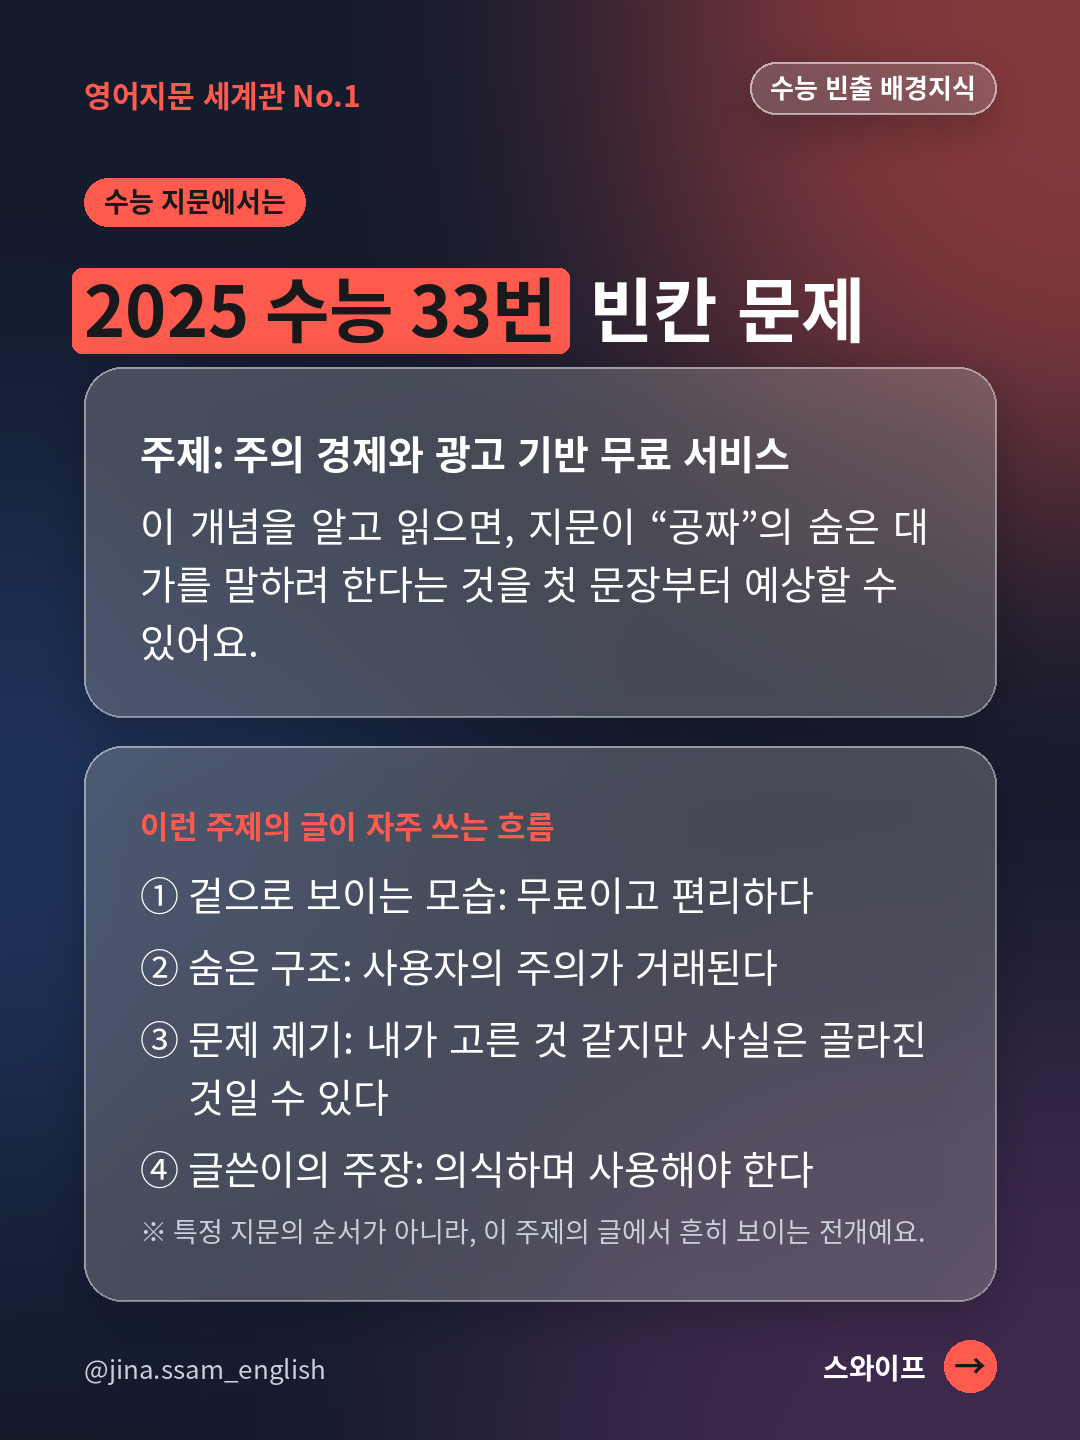 영어지문 세계관 No.1
수능 빈출 배경지식
수능 지문에서는
2025 수능 33번 빈칸 문제
주제: 주의 경제와 광고 기반 무료 서비스
이 개념을 알고 읽으면, 지문이 “공짜”의 숨은 대
가를 말하려 한다는 것을 첫 문장부터 예상할 수
있어요.
이런 주제의 글이 자주 쓰는 흐름
① 겉으로 보이는 모습: 무료이고 편리하다
② 숨은 구조: 사용자의 주의가 거래된다
③ 문제 제기: 내가 고른 것 같지만 사실은 골라진
것일 수 있다
④ 글쓴이의 주장: 의식하며 사용해야 한다
※ 특정 지문의 순서가 아니라, 이 주제의 글에서 흔히 보이는 전개예요.
@jina.ssam_english
스와이프 →